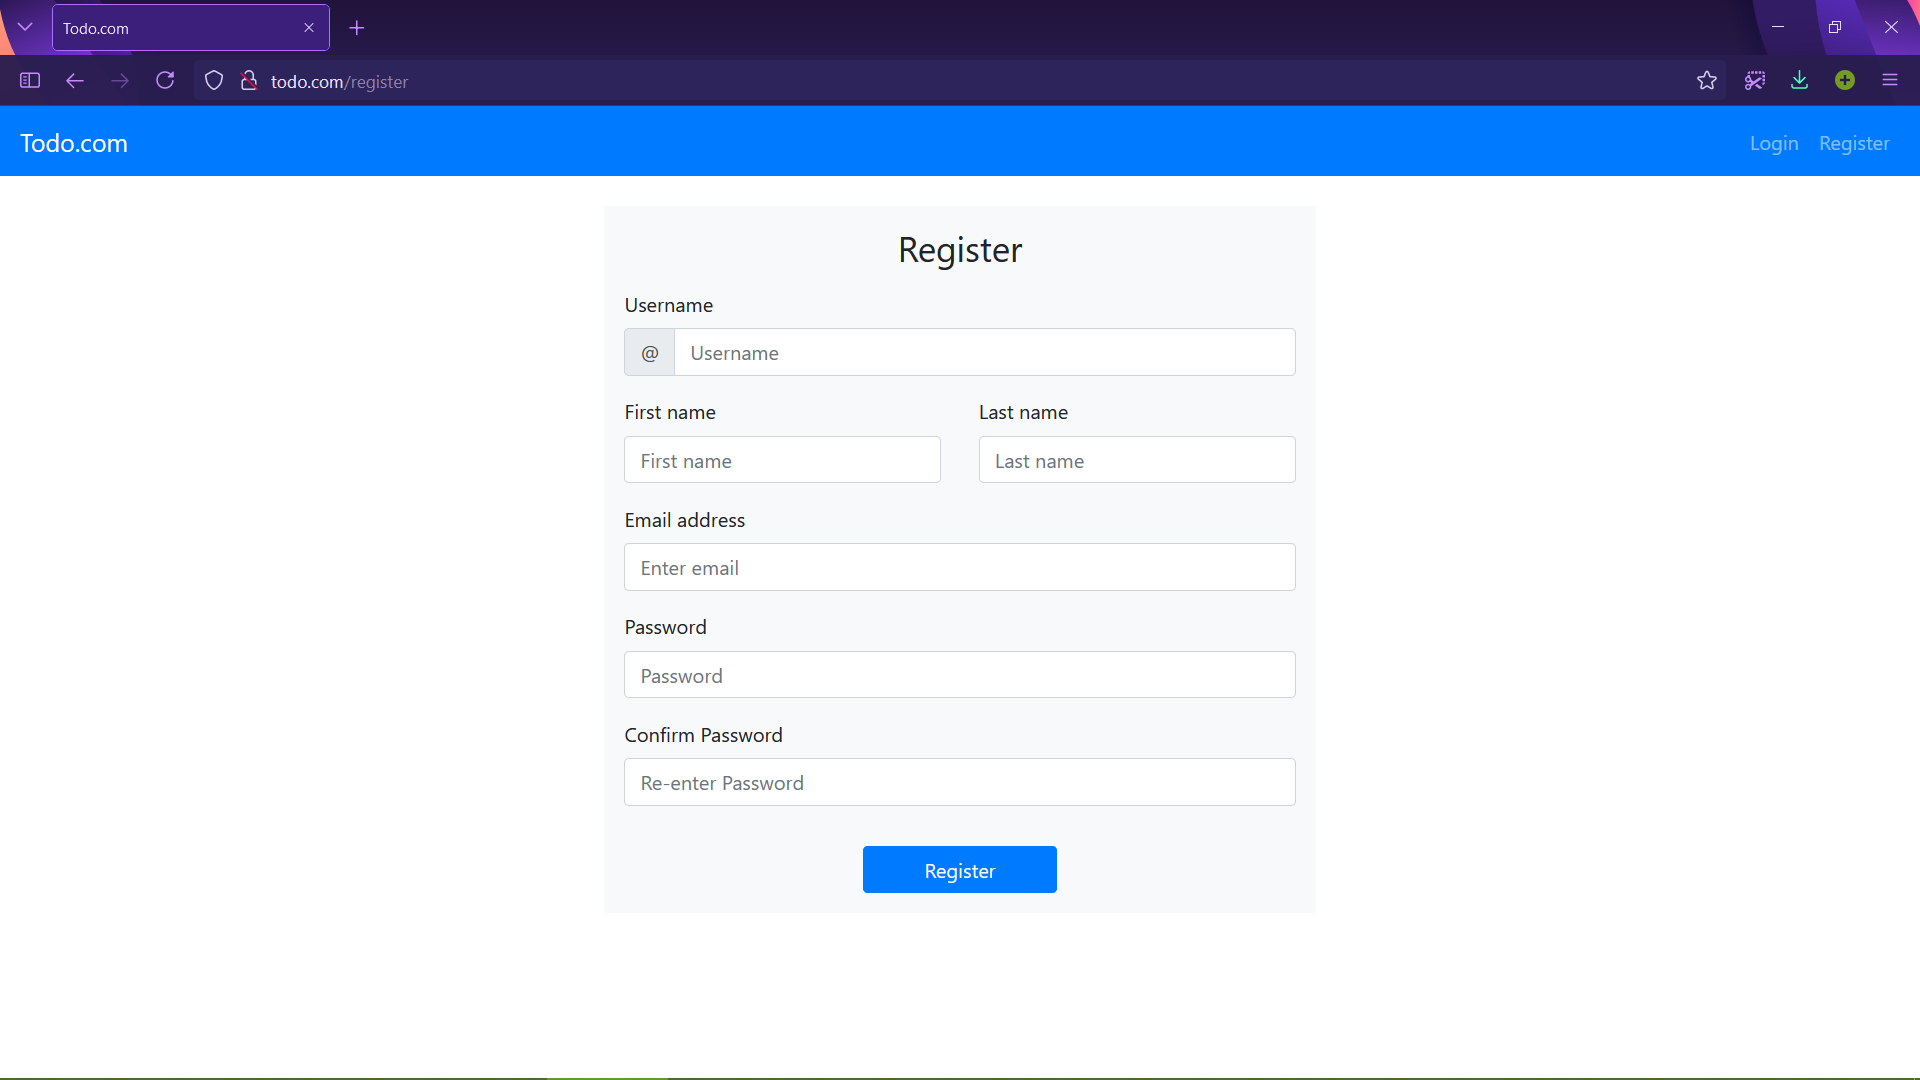 Todo.com
todo.com/register
Todo.com
Login Register
Register
Username
@ Username
First name Last name
First name Last name
Email address
Enter email
Password
Password
Confirm Password
Re-enter Password
Register